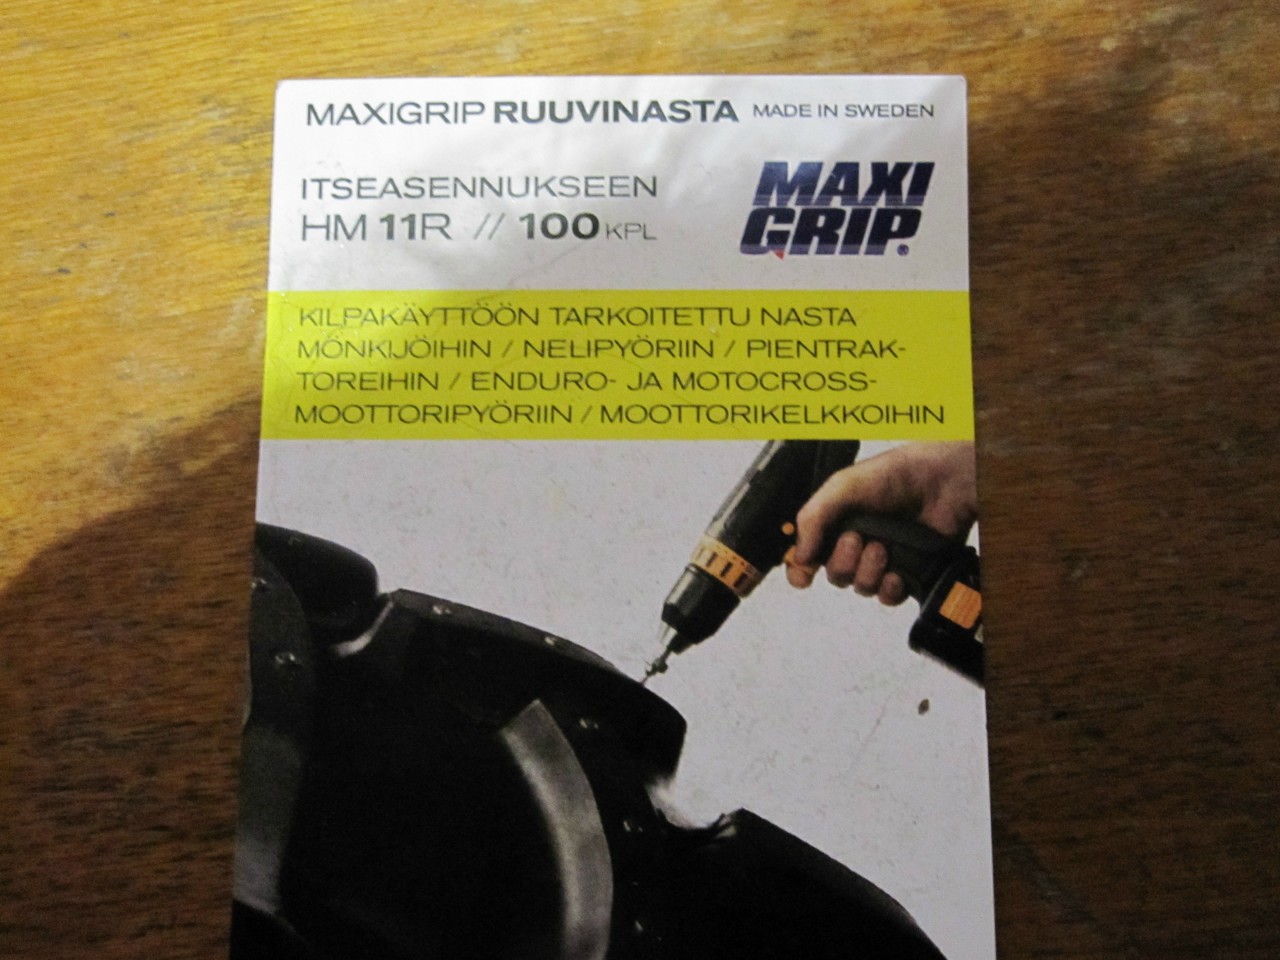 MAXIGRIP RUUVINASTA MADE IN SWEDEN
ITSEASENNUKSEEN
HM 11R // 100 KPL
MAXI
GRIP®
KILPAKÄYTTÖÖN TARKOITETTU NASTA
MÖNKIJÖIHIN / NELIPYÖRIIN / PIENTRAK-
TOREIHIN / ENDURO- JA MOTOCROSS-
MOOTTORIPYÖRIIN / MOOTTORIKELKKOIHIN